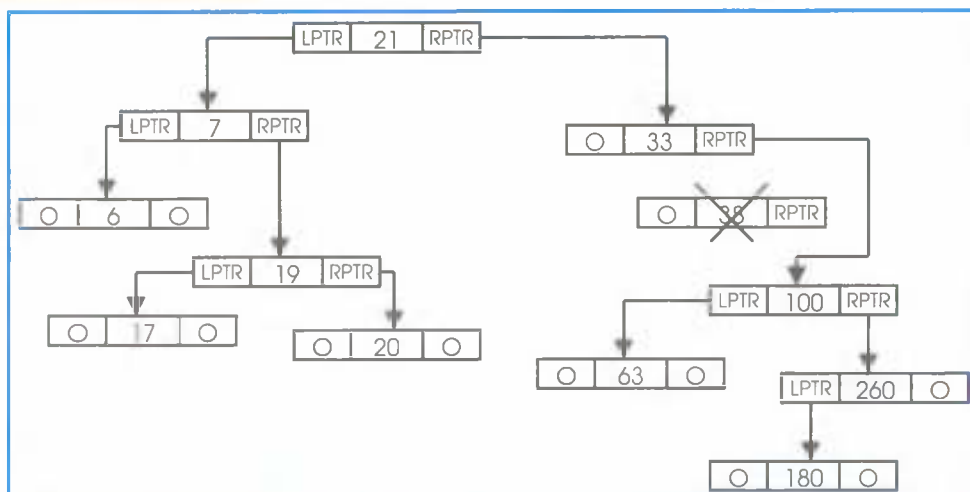 LPTR 21 RPTR
LPTR 7 RPTR
O 33 RPTR
O 6 O
O 38 RPTR
LPTR 19 RPTR
LPTR 100 RPTR
O 17 O
O 20 O
O 63 O
LPTR 260 O
O 180 O